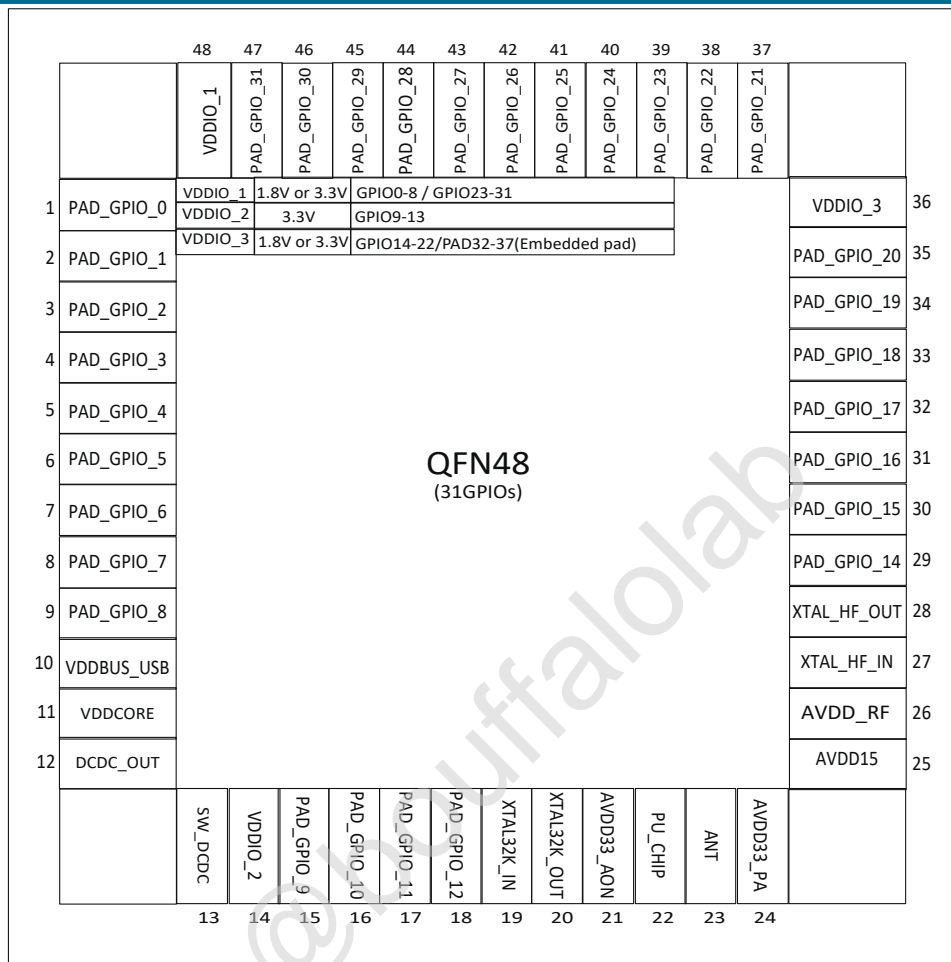 48 47 46 45 44 43 42 41 40 39 38 37
VDDIO_1
PAD_GPIO_31
PAD_GPIO_30
PAD_GPIO_29
PAD_GPIO_28
PAD_GPIO_27
PAD_GPIO_26
PAD_GPIO_25
PAD_GPIO_24
PAD_GPIO_23
PAD_GPIO_22
PAD_GPIO_21
VDDIO_1 1.8V or 3.3V GPIO0-8 / GPIO23-31
VDDIO_2 3.3V GPIO9-13
VDDIO_3 1.8V or 3.3V GPIO14-22/PAD32-37(Embedded pad)
1 PAD_GPIO_0
2 PAD_GPIO_1
3 PAD_GPIO_2
4 PAD_GPIO_3
5 PAD_GPIO_4
6 PAD_GPIO_5
7 PAD_GPIO_6
8 PAD_GPIO_7
9 PAD_GPIO_8
10 VDDBUS_USB
11 VDDCORE
12 DCDC_OUT
QFN48
(31GPIOs)
VDDIO_3 36
PAD_GPIO_20 35
PAD_GPIO_19 34
PAD_GPIO_18 33
PAD_GPIO_17 32
PAD_GPIO_16 31
PAD_GPIO_15 30
PAD_GPIO_14 29
XTAL_HF_OUT 28
XTAL_HF_IN 27
AVDD_RF 26
AVDD15 25
SW_DCDC
VDDIO_2
PAD_GPIO_9
PAD_GPIO_10
PAD_GPIO_11
PAD_GPIO_12
XTAL32K_IN
XTAL32K_OUT
AVDD33_AON
PU_CHIP
ANT
AVDD33_PA
13 14 15 16 17 18 19 20 21 22 23 24
@bouffalolab